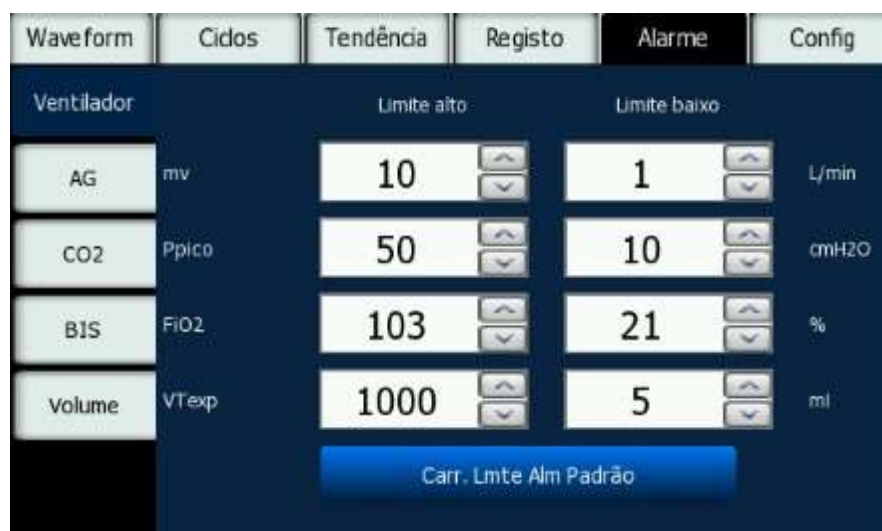 Waveform Ciclos Tendência Registo Alarme Config
Ventilador Limite alto Limite baixo
AG mv 10 1 L/min
CO2 Ppico 50 10 cmH2O
BIS FiO2 103 21 %
Volume VTexp 1000 5 ml
Carr. Lmte Alm Padrão